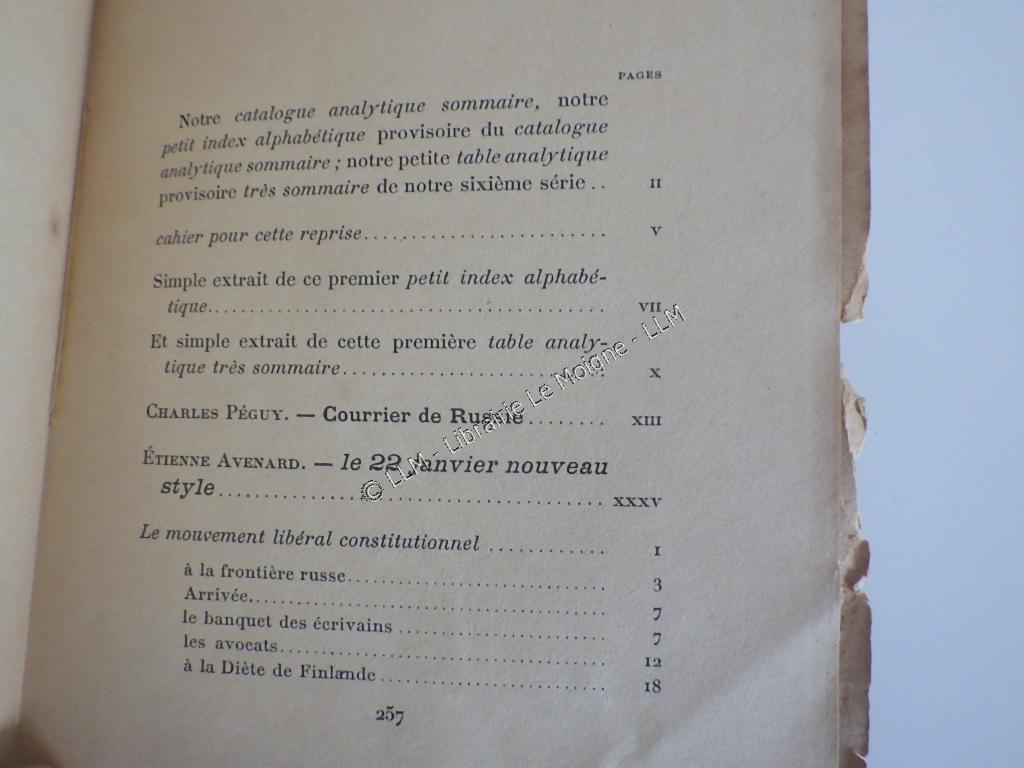 PAGES
Notre catalogue analytique sommaire, notre
petit index alphabétique provisoire du catalogue
analytique sommaire ; notre petite table analytique
provisoire très sommaire de notre sixième série .. II
cahier pour cette reprise.......................... V
Simple extrait de ce premier petit index alphabé-
tique.......................................... VII
Et simple extrait de cette première table analy-
tique très sommaire............................ X
CHARLES PÉGUY. — Courrier de Russie......... XIII
ÉTIENNE AVENARD. — le 22 janvier nouveau
style......................................... XXXV
Le mouvement libéral constitutionnel ............ 1
à la frontière russe............................ 3
Arrivée....................................... 7
le banquet des écrivains ....................... 7
les avocats................................... 12
à la Diète de Finlande......................... 18
257
© LLM - Librairie Le Moigne - LLM